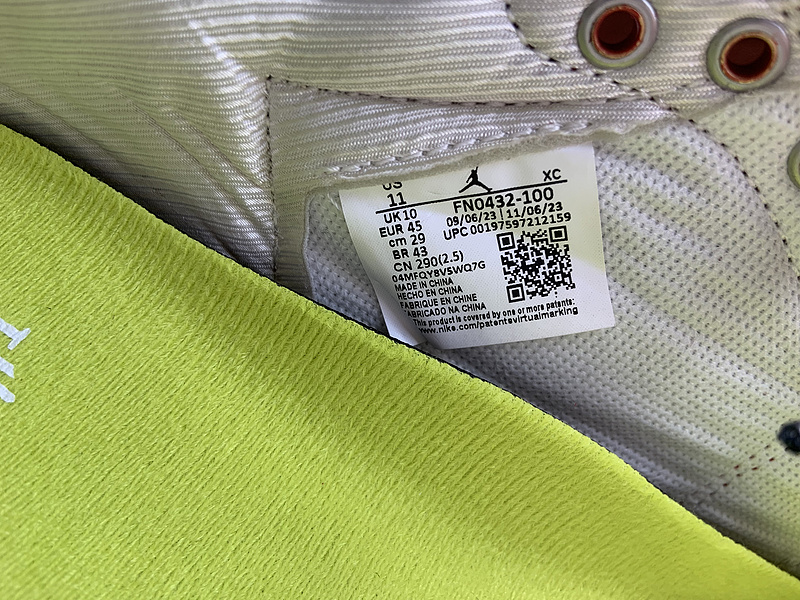 US
11
XC
UK 10
FN0432-100
EUR 45
09/06/23 | 11/06/23
cm 29
UPC 00197597212159
BR 43
CN 290(2.5)
04MFQY8V5WQ7G
MADE IN CHINA
HECHO EN CHINA
FABRIQUE EN CHINE
FABRICADO NA CHINA
This product is covered by one or more patents:
www.nike.com/patentsvirtualmarking